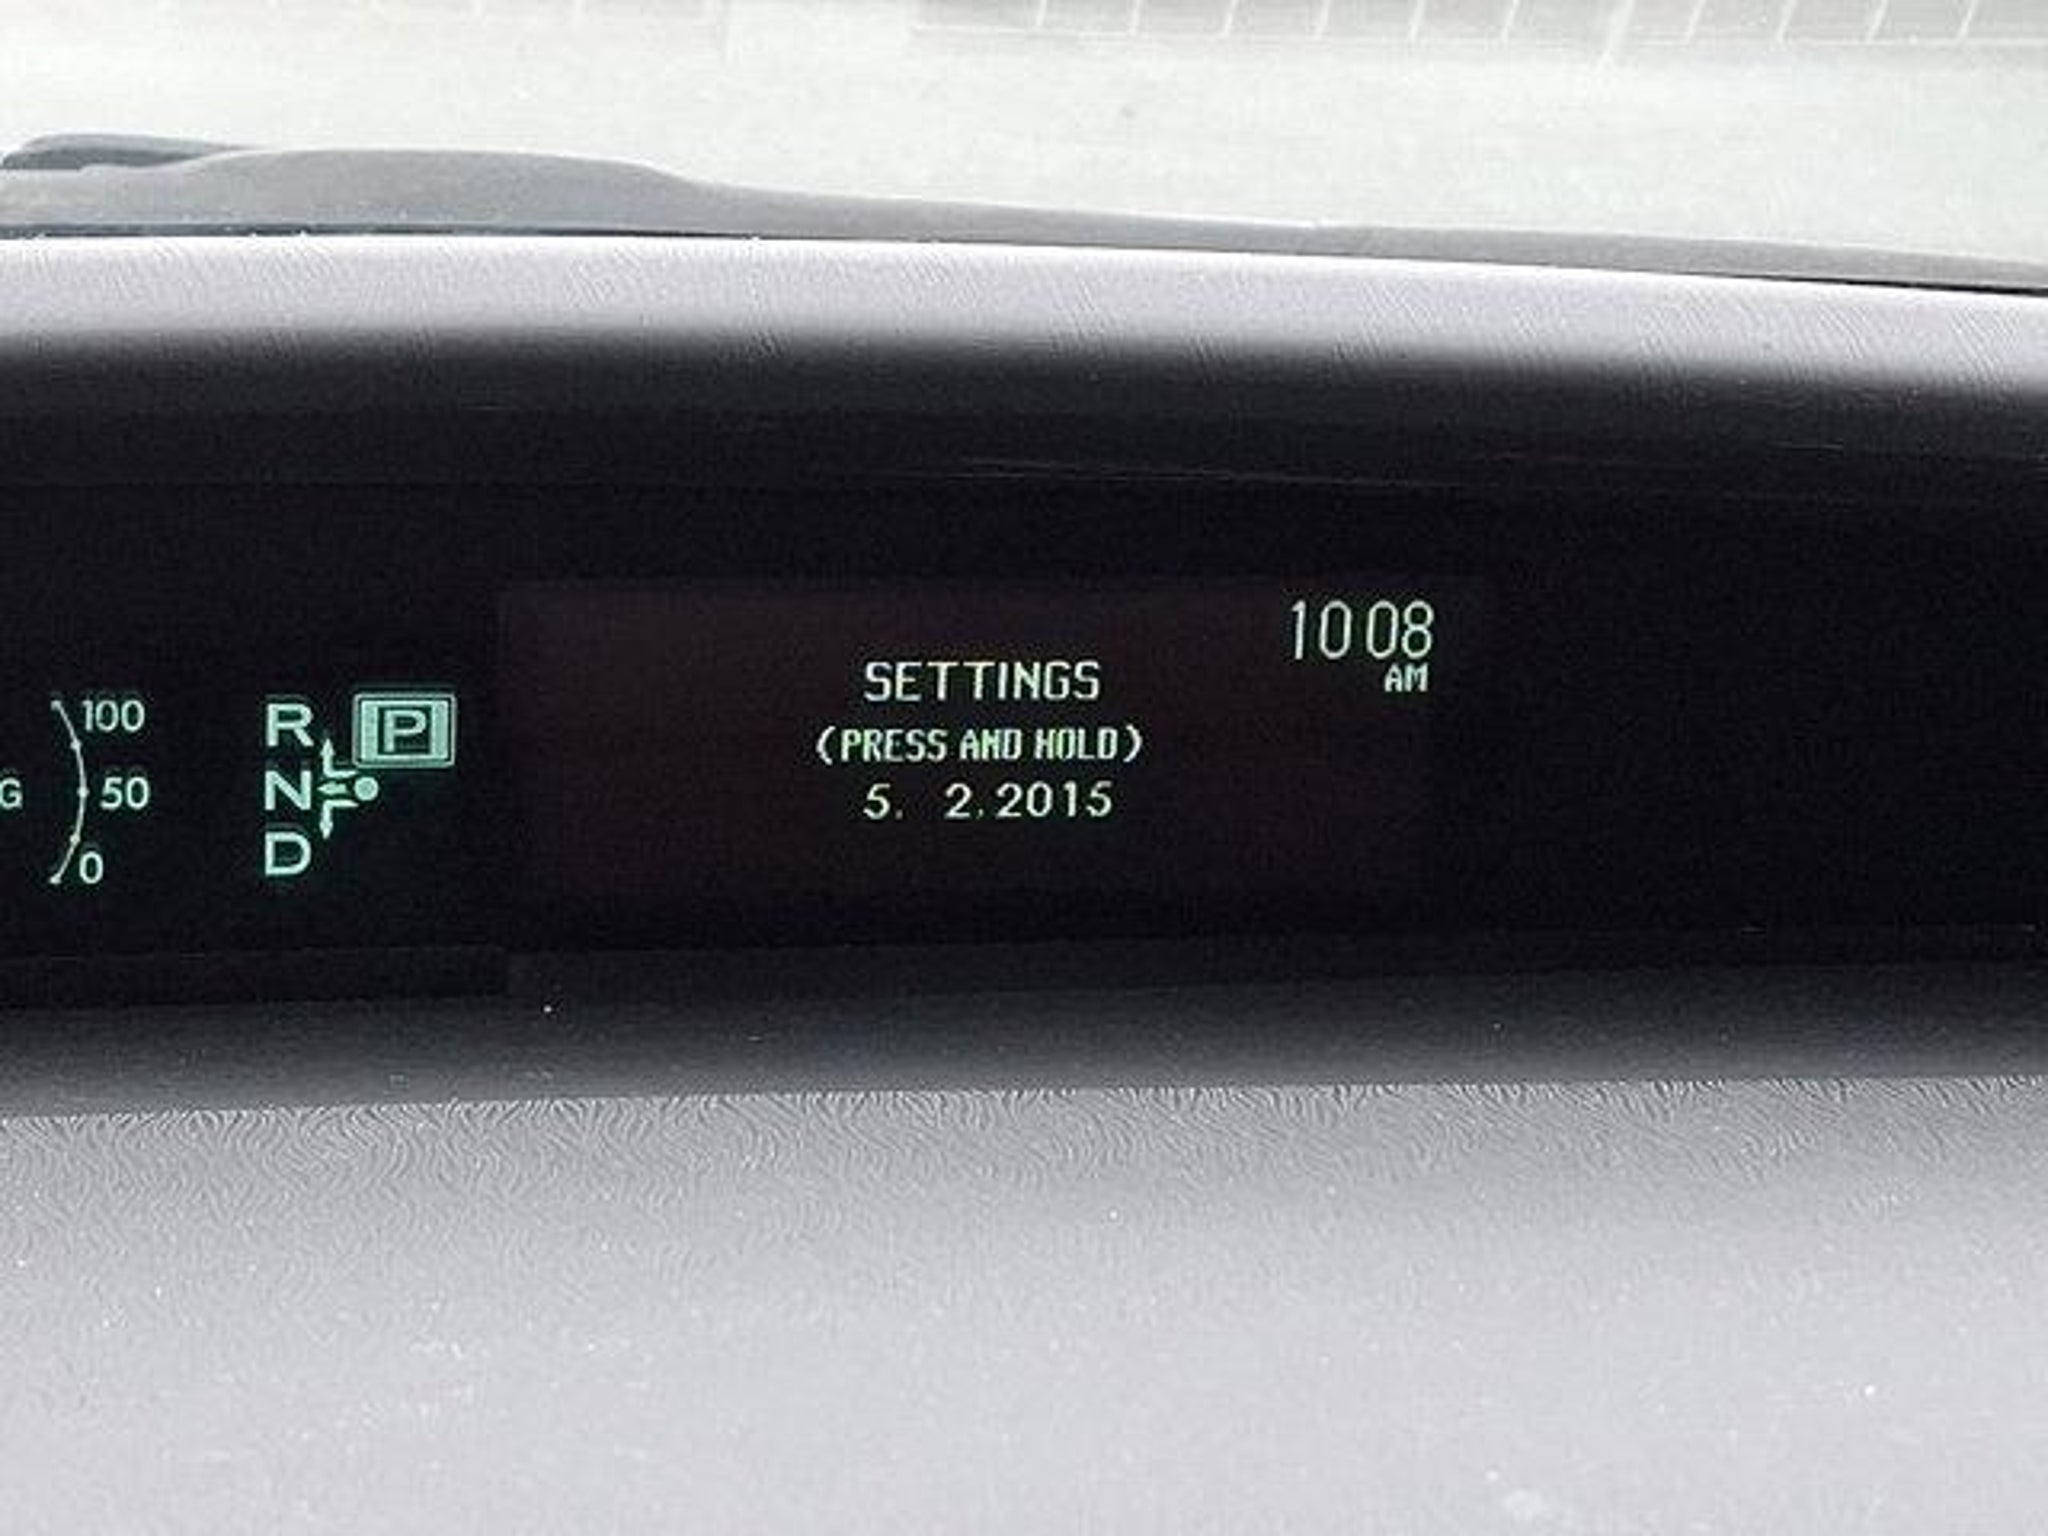 10 08
AM
SETTINGS
(PRESS AND HOLD)
5. 2.2015
100
50
0
G
R
P
N
D